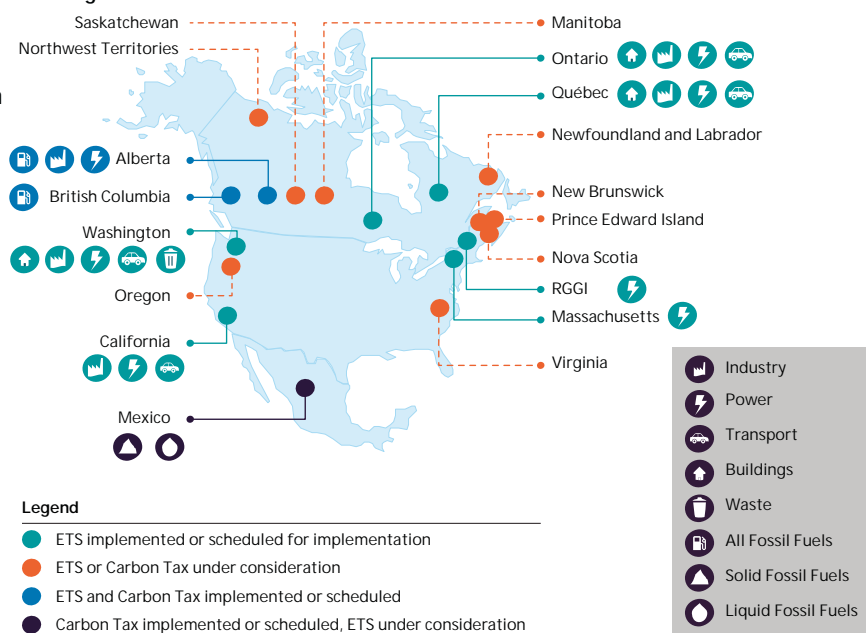 Saskatchewan
Northwest Territories
Alberta
British Columbia
Washington
Oregon
California
Mexico
Manitoba
Ontario
Québec
Newfoundland and Labrador
New Brunswick
Prince Edward Island
Nova Scotia
RGGI
Massachusetts
Virginia
Industry
Power
Transport
Buildings
Waste
All Fossil Fuels
Solid Fossil Fuels
Liquid Fossil Fuels
Legend
ETS implemented or scheduled for implementation
ETS or Carbon Tax under consideration
ETS and Carbon Tax implemented or scheduled
Carbon Tax implemented or scheduled, ETS under consideration